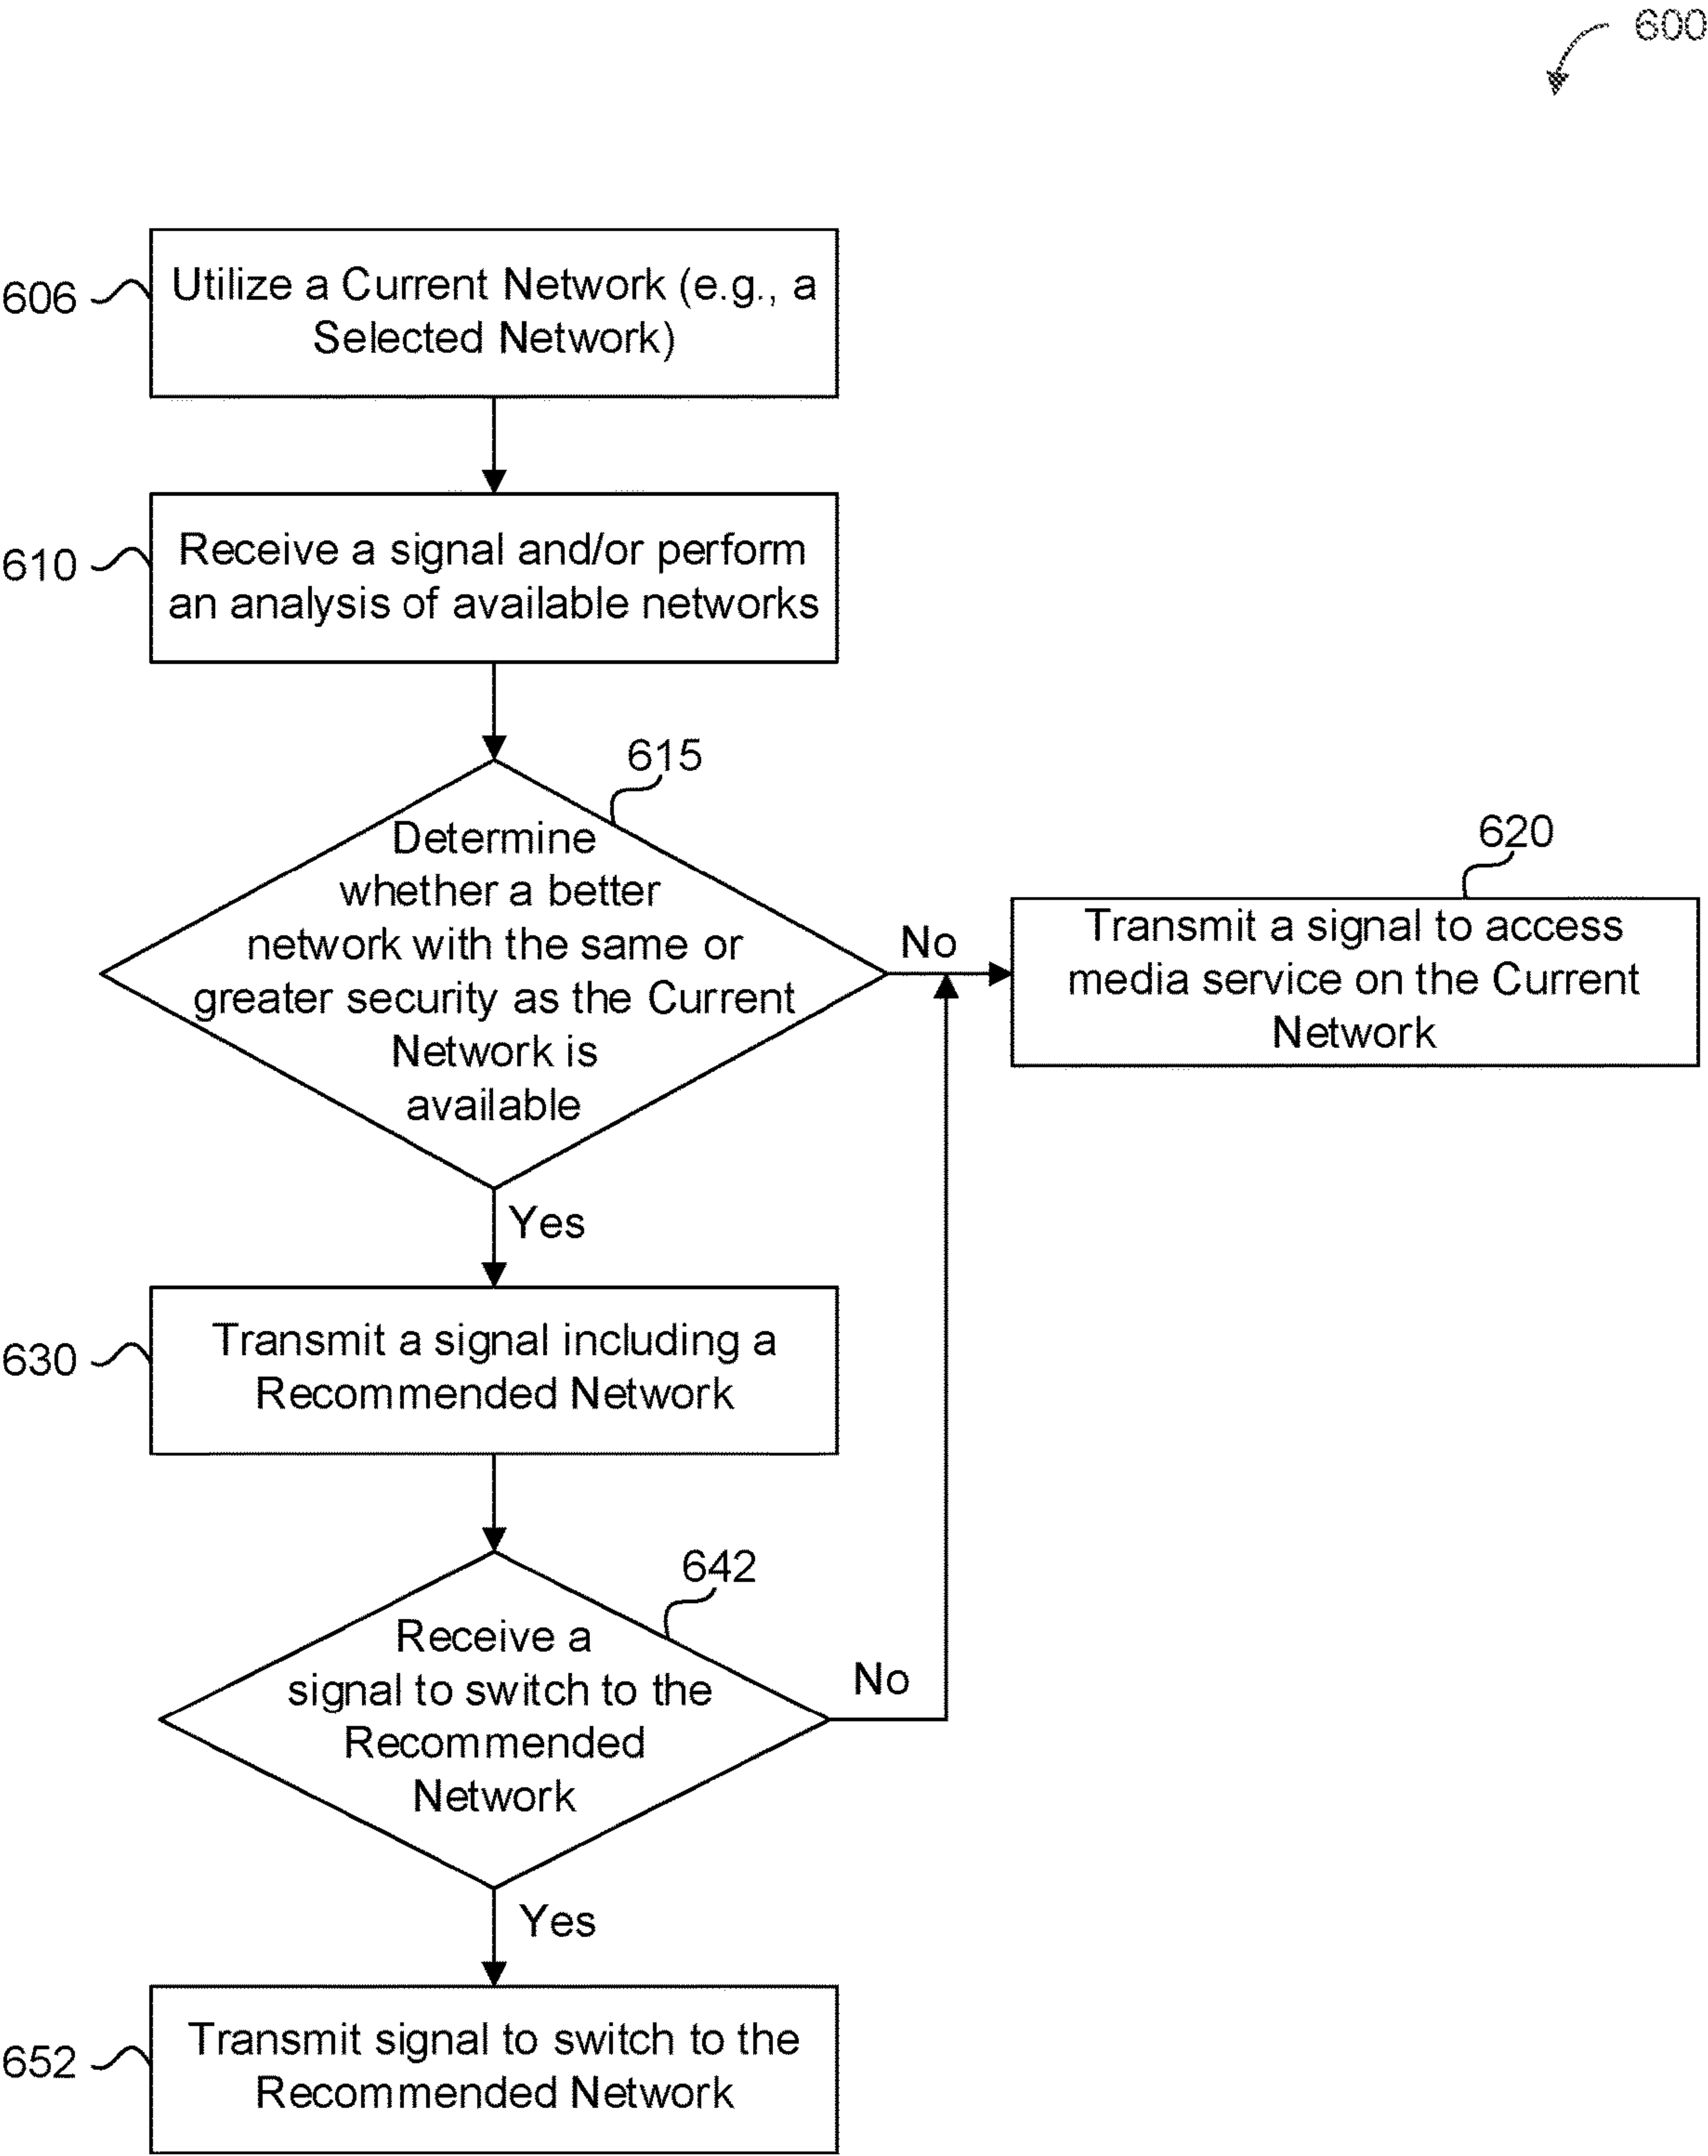 600
606
Utilize a Current Network (e.g., a
Selected Network)
610
Receive a signal and/or perform
an analysis of available networks
615
Determine
whether a better
network with the same or
greater security as the Current
Network is
available
No
620
Transmit a signal to access
media service on the Current
Network
Yes
630
Transmit a signal including a
Recommended Network
642
Receive a
signal to switch to the
Recommended
Network
No
Yes
652
Transmit signal to switch to the
Recommended Network